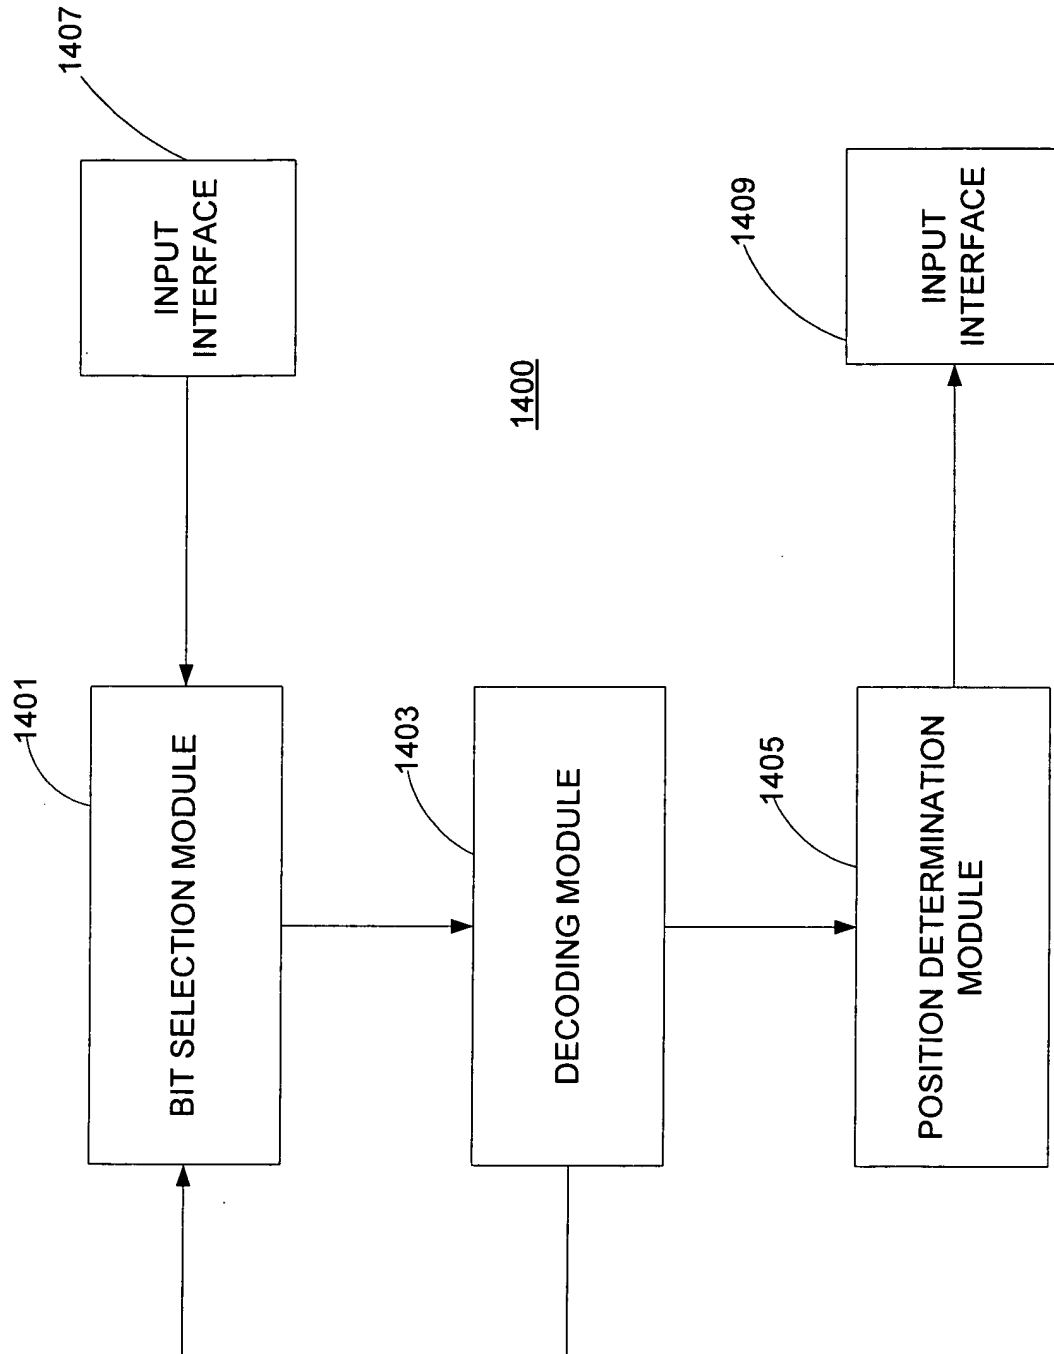 1407
INPUT
INTERFACE
1401
BIT SELECTION MODULE
1400
1403
DECODING MODULE
1409
INPUT
INTERFACE
1405
POSITION DETERMINATION
MODULE